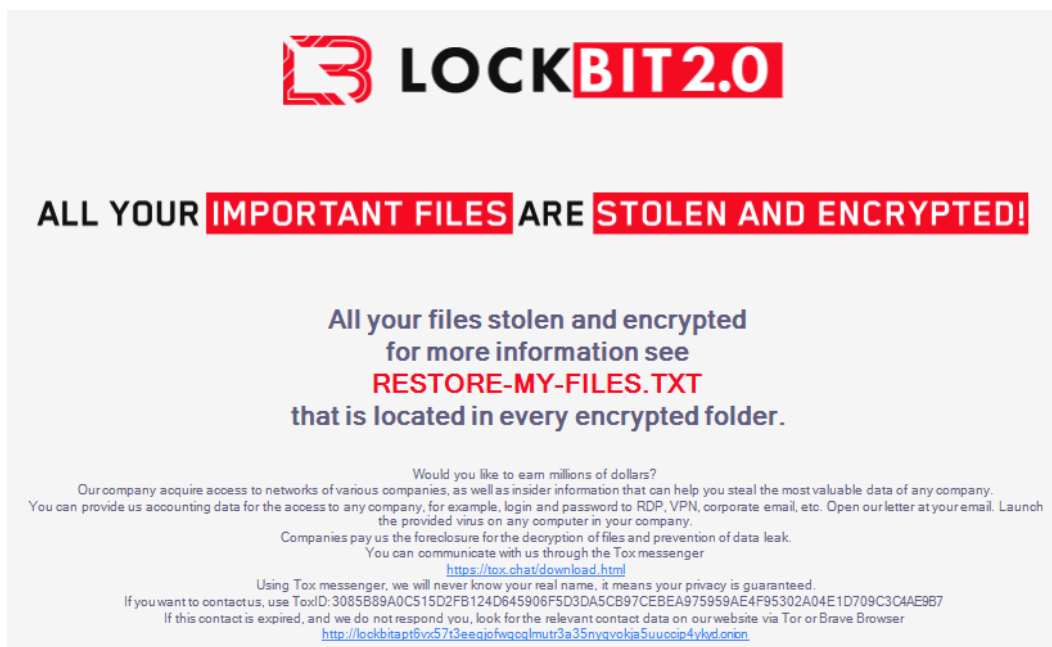 LOCKBIT 2.0
ALL YOUR IMPORTANT FILES ARE STOLEN AND ENCRYPTED!
All your files stolen and encrypted
for more information see
RESTORE-MY-FILES.TXT
that is located in every encrypted folder.
Would you like to earn millions of dollars?
Our company acquire access to networks of various companies, as well as insider information that can help you steal the most valuable data of any company.
You can provide us accounting data for the access to any company, for example, login and password to RDP, VPN, corporate email, etc. Open our letter at your email. Launch
the provided virus on any computer in your company.
Companies pay us the foreclosure for the decryption of files and prevention of data leak.
You can communicate with us through the Tox messenger
https://tox.chat/download.html
Using Tox messenger, we will never know your real name, it means your privacy is guaranteed.
If you want to contact us, use ToxID: 3085B89A0C515D2FB124D645906F5D3DA5CB97CEBEA975959AE4F95302A04E1D709C3C4AE9B7
If this contact is expired, and we do not respond you, look for the relevant contact data on our website via Tor or Brave Browser
http://lockbitapt6vx57t3eeqjofwgcglmutr3a35nygvokja5uuccip4ykyd.onion